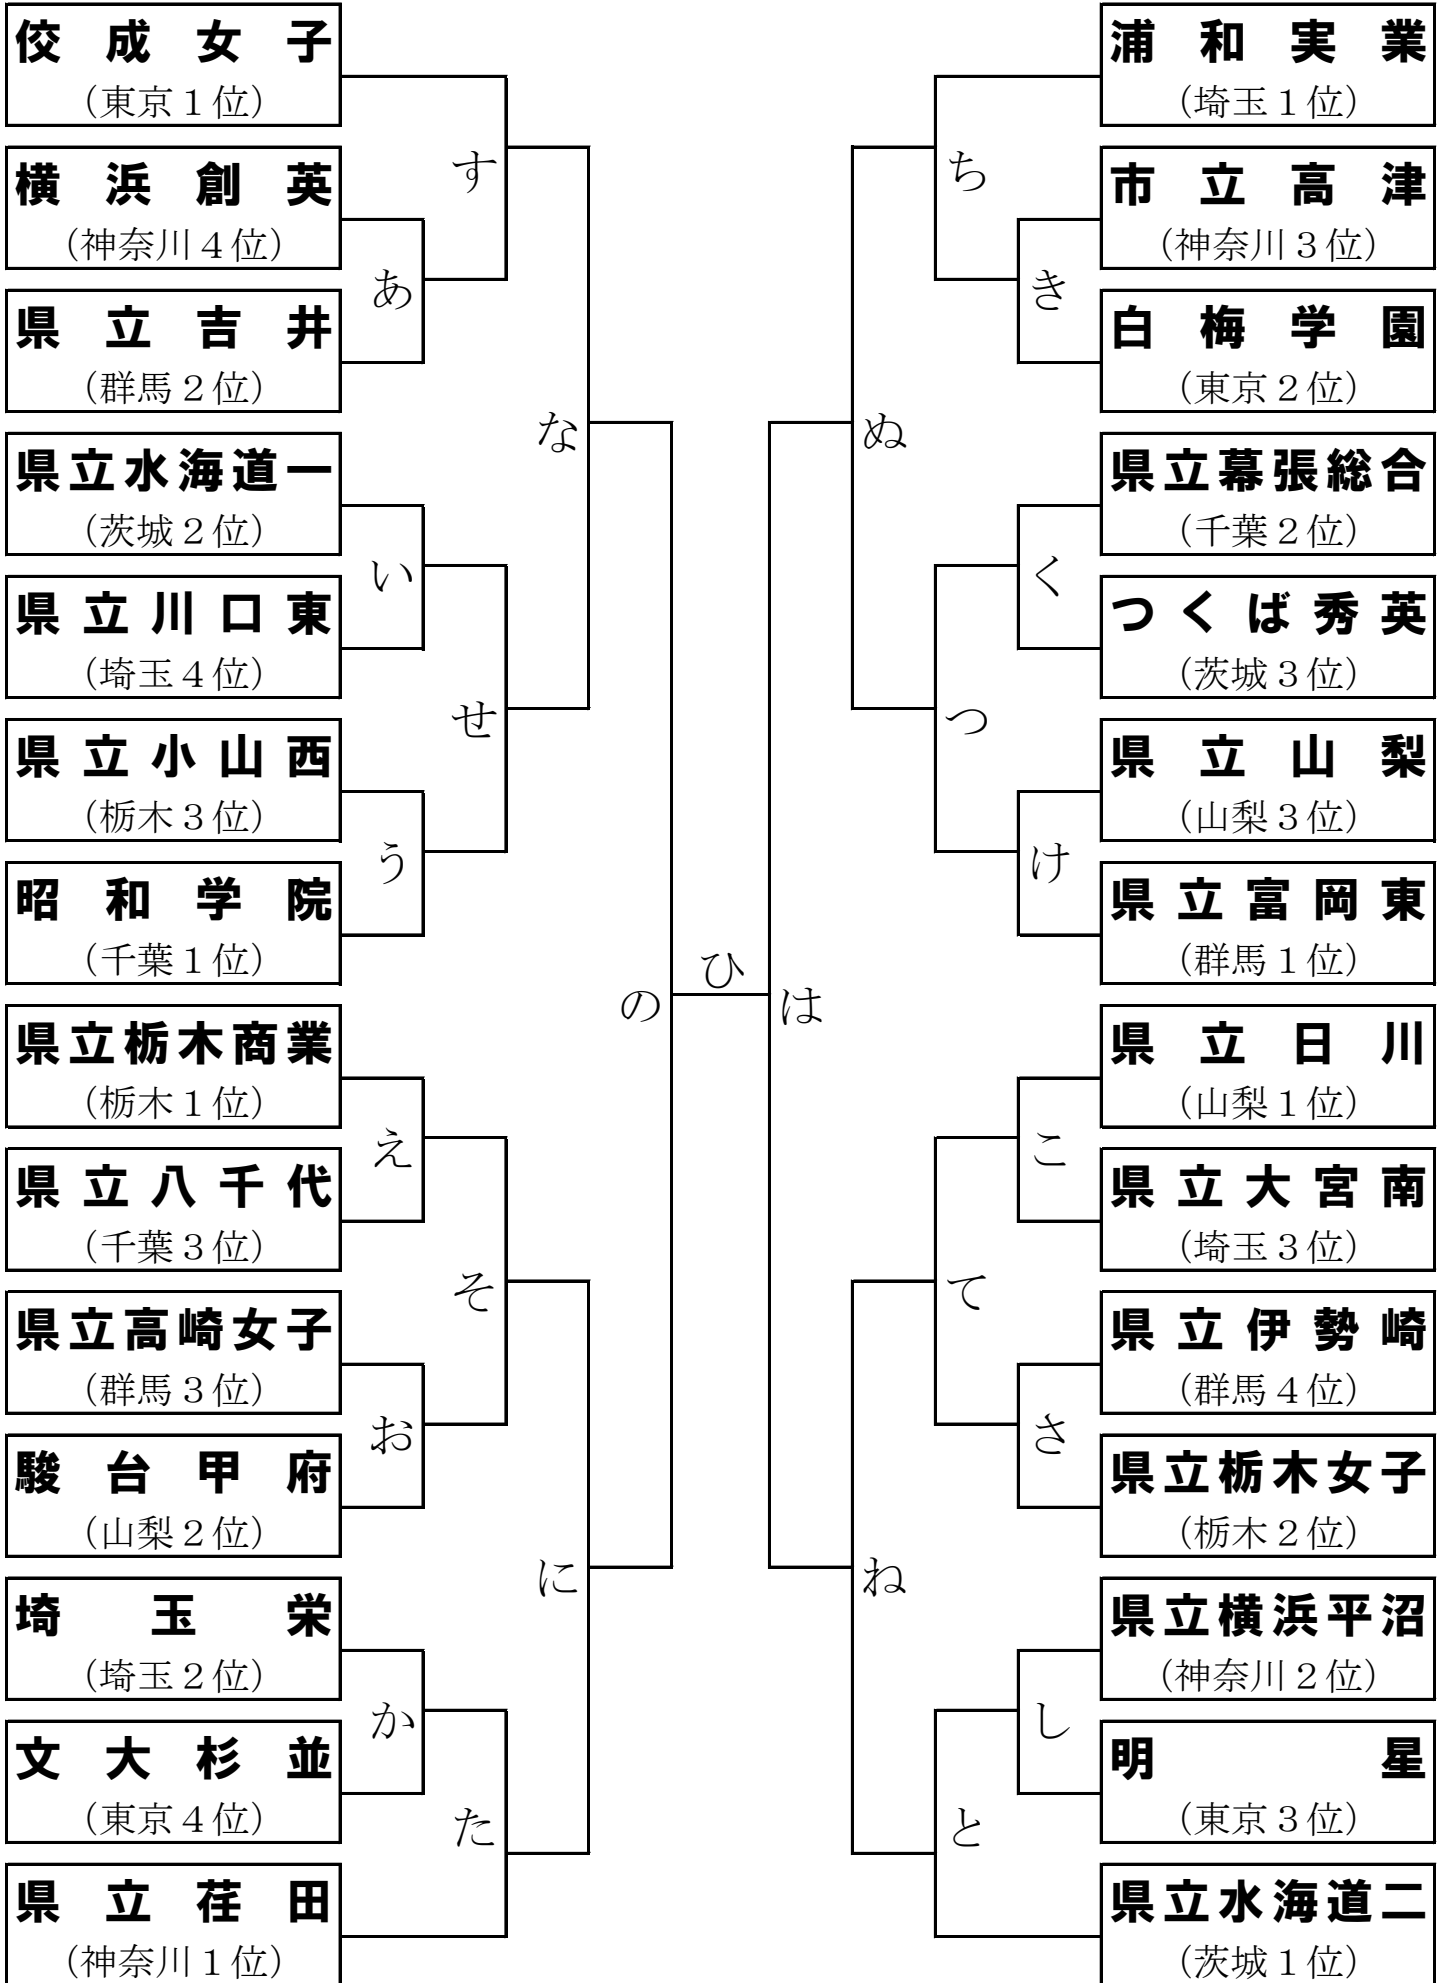 佼成女子
（東京１位）
横浜創英
（神奈川４位）
県立吉井
（群馬２位）
県立水海道一
（茨城２位）
県立川口東
（埼玉４位）
県立小山西
（栃木３位）
昭和学院
（千葉１位）
県立栃木商業
（栃木１位）
県立八千代
（千葉３位）
県立高崎女子
（群馬３位）
駿台甲府
（山梨２位）
埼玉栄
（埼玉２位）
文大杉並
（東京４位）
県立荏田
（神奈川１位）
あ
い
う
え
お
か
す
せ
そ
た
な
に
の
ひ
は
ぬ
ね
ち
つ
て
と
き
く
け
こ
さ
し
浦和実業
（埼玉１位）
市立高津
（神奈川３位）
白梅学園
（東京２位）
県立幕張総合
（千葉２位）
つくば秀英
（茨城３位）
県立山梨
（山梨３位）
県立富岡東
（群馬１位）
県立日川
（山梨１位）
県立大宮南
（埼玉３位）
県立伊勢崎
（群馬４位）
県立栃木女子
（栃木２位）
県立横浜平沼
（神奈川２位）
明星
（東京３位）
県立水海道二
（茨城１位）